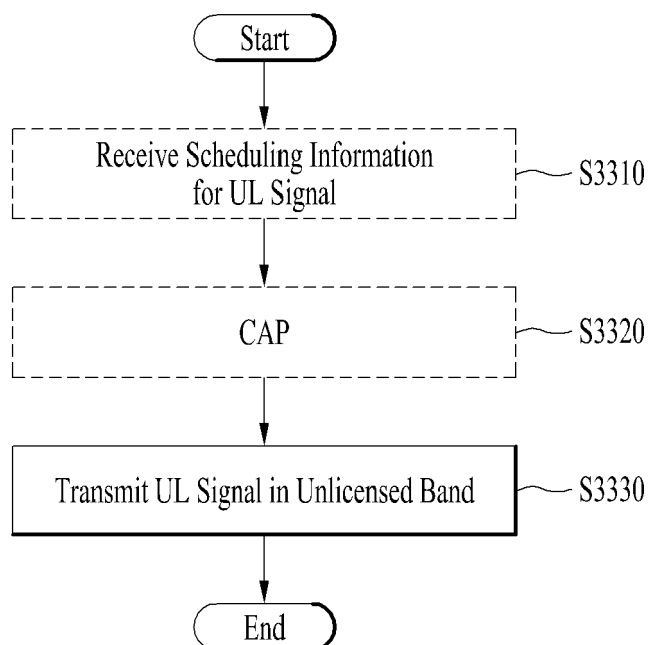 Start
Receive Scheduling Information
for UL Signal
S3310
CAP
S3320
Transmit UL Signal in Unlicensed Band
S3330
End